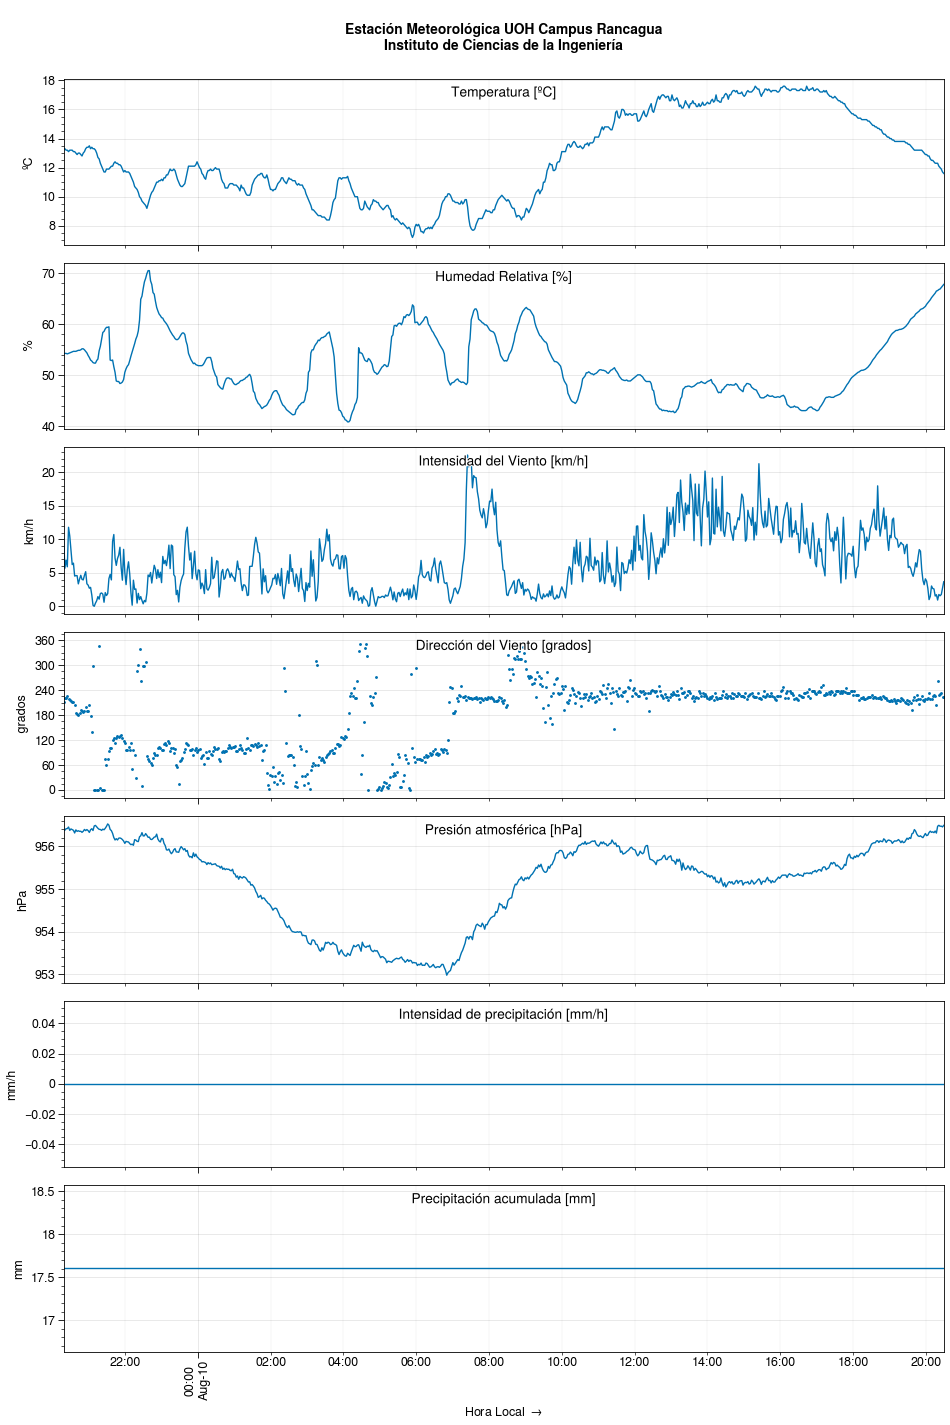 Estación Meteorológica UOH Campus Rancagua
Instituto de Ciencias de la Ingeniería
Temperatura [ºC]
ºC
18
16
14
12
10
8
Humedad Relativa [%]
%
70
60
50
40
Intensidad del Viento [km/h]
km/h
20
15
10
5
0
Dirección del Viento [grados]
grados
360
300
240
180
120
60
0
Presión atmosférica [hPa]
hPa
956
955
954
953
Intensidad de precipitación [mm/h]
mm/h
0.04
0.02
0
−0.02
−0.04
Precipitación acumulada [mm]
mm
18.5
18
17.5
17
22:00
00:00
Aug-10
02:00
04:00
06:00
08:00
10:00
12:00
14:00
16:00
18:00
20:00
Hora Local →